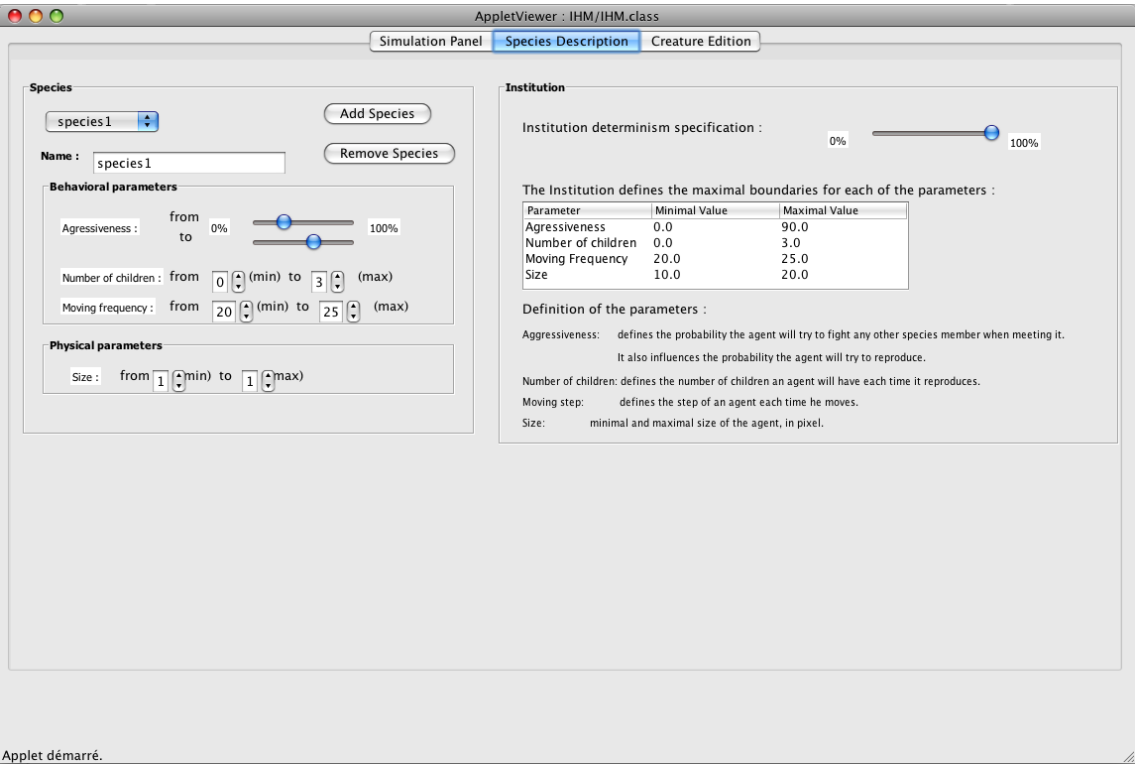 AppletViewer : IHM/IHM.class
Simulation Panel Species Description Creature Edition
Species
species1
Add Species
Name :
species1
Remove Species
Behavioral parameters
Agressiveness :
from
to
0%
100%
Number of children : from 0 (min) to 3 (max)
Moving frequency : from 20 (min) to 25 (max)
Physical parameters
Size : from 1 min) to 1 max)
Institution
Institution determinism specification :
0%
100%
The Institution defines the maximal boundaries for each of the parameters :
Parameter Minimal Value Maximal Value
Agressiveness 0.0 90.0
Number of children 0.0 3.0
Moving Frequency 20.0 25.0
Size 10.0 20.0
Definition of the parameters :
Aggressiveness: defines the probability the agent will try to fight any other species member when meeting it.
It also influences the probability the agent will try to reproduce.
Number of children: defines the number of children an agent will have each time it reproduces.
Moving step: defines the step of an agent each time he moves.
Size: minimal and maximal size of the agent, in pixel.
Applet démarré.